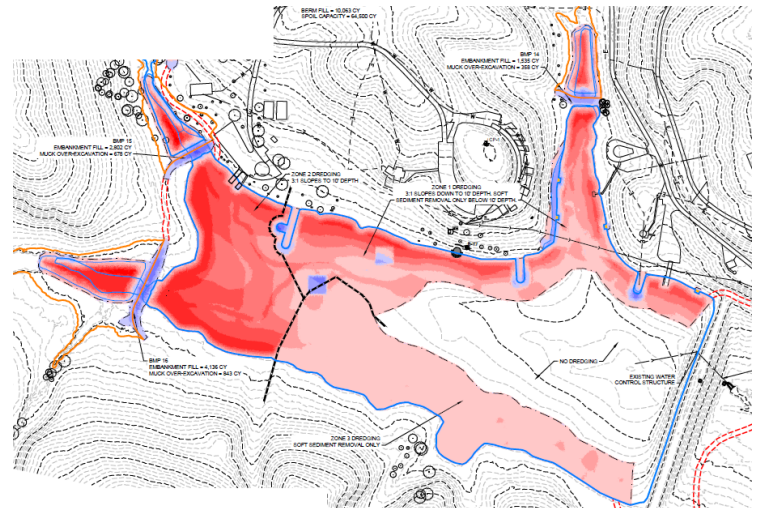 BERM FILL = 10,063 CY
SPOIL CAPACITY = 64,500 CY
BMP 14
EMBANKMENT FILL = 1,535 CY
MUCK OVER-EXCAVATION = 358 CY
BMP 15
EMBANKMENT FILL = 2,802 CY
MUCK OVER-EXCAVATION = 676 CY
ZONE 2 DREDGING
3:1 SLOPES TO 10' DEPTH
ZONE 1 DREDGING
3:1 SLOPES DOWN TO 10' DEPTH. SOFT
SEDIMENT REMOVAL ONLY BELOW 10' DEPTH.
NO DREDGING
BMP 16
EMBANKMENT FILL = 4,136 CY
MUCK OVER-EXCAVATION = 843 CY
EXISTING WATER
CONTROL STRUCTURE
ZONE 3 DREDGING
SOFT SEDIMENT REMOVAL ONLY